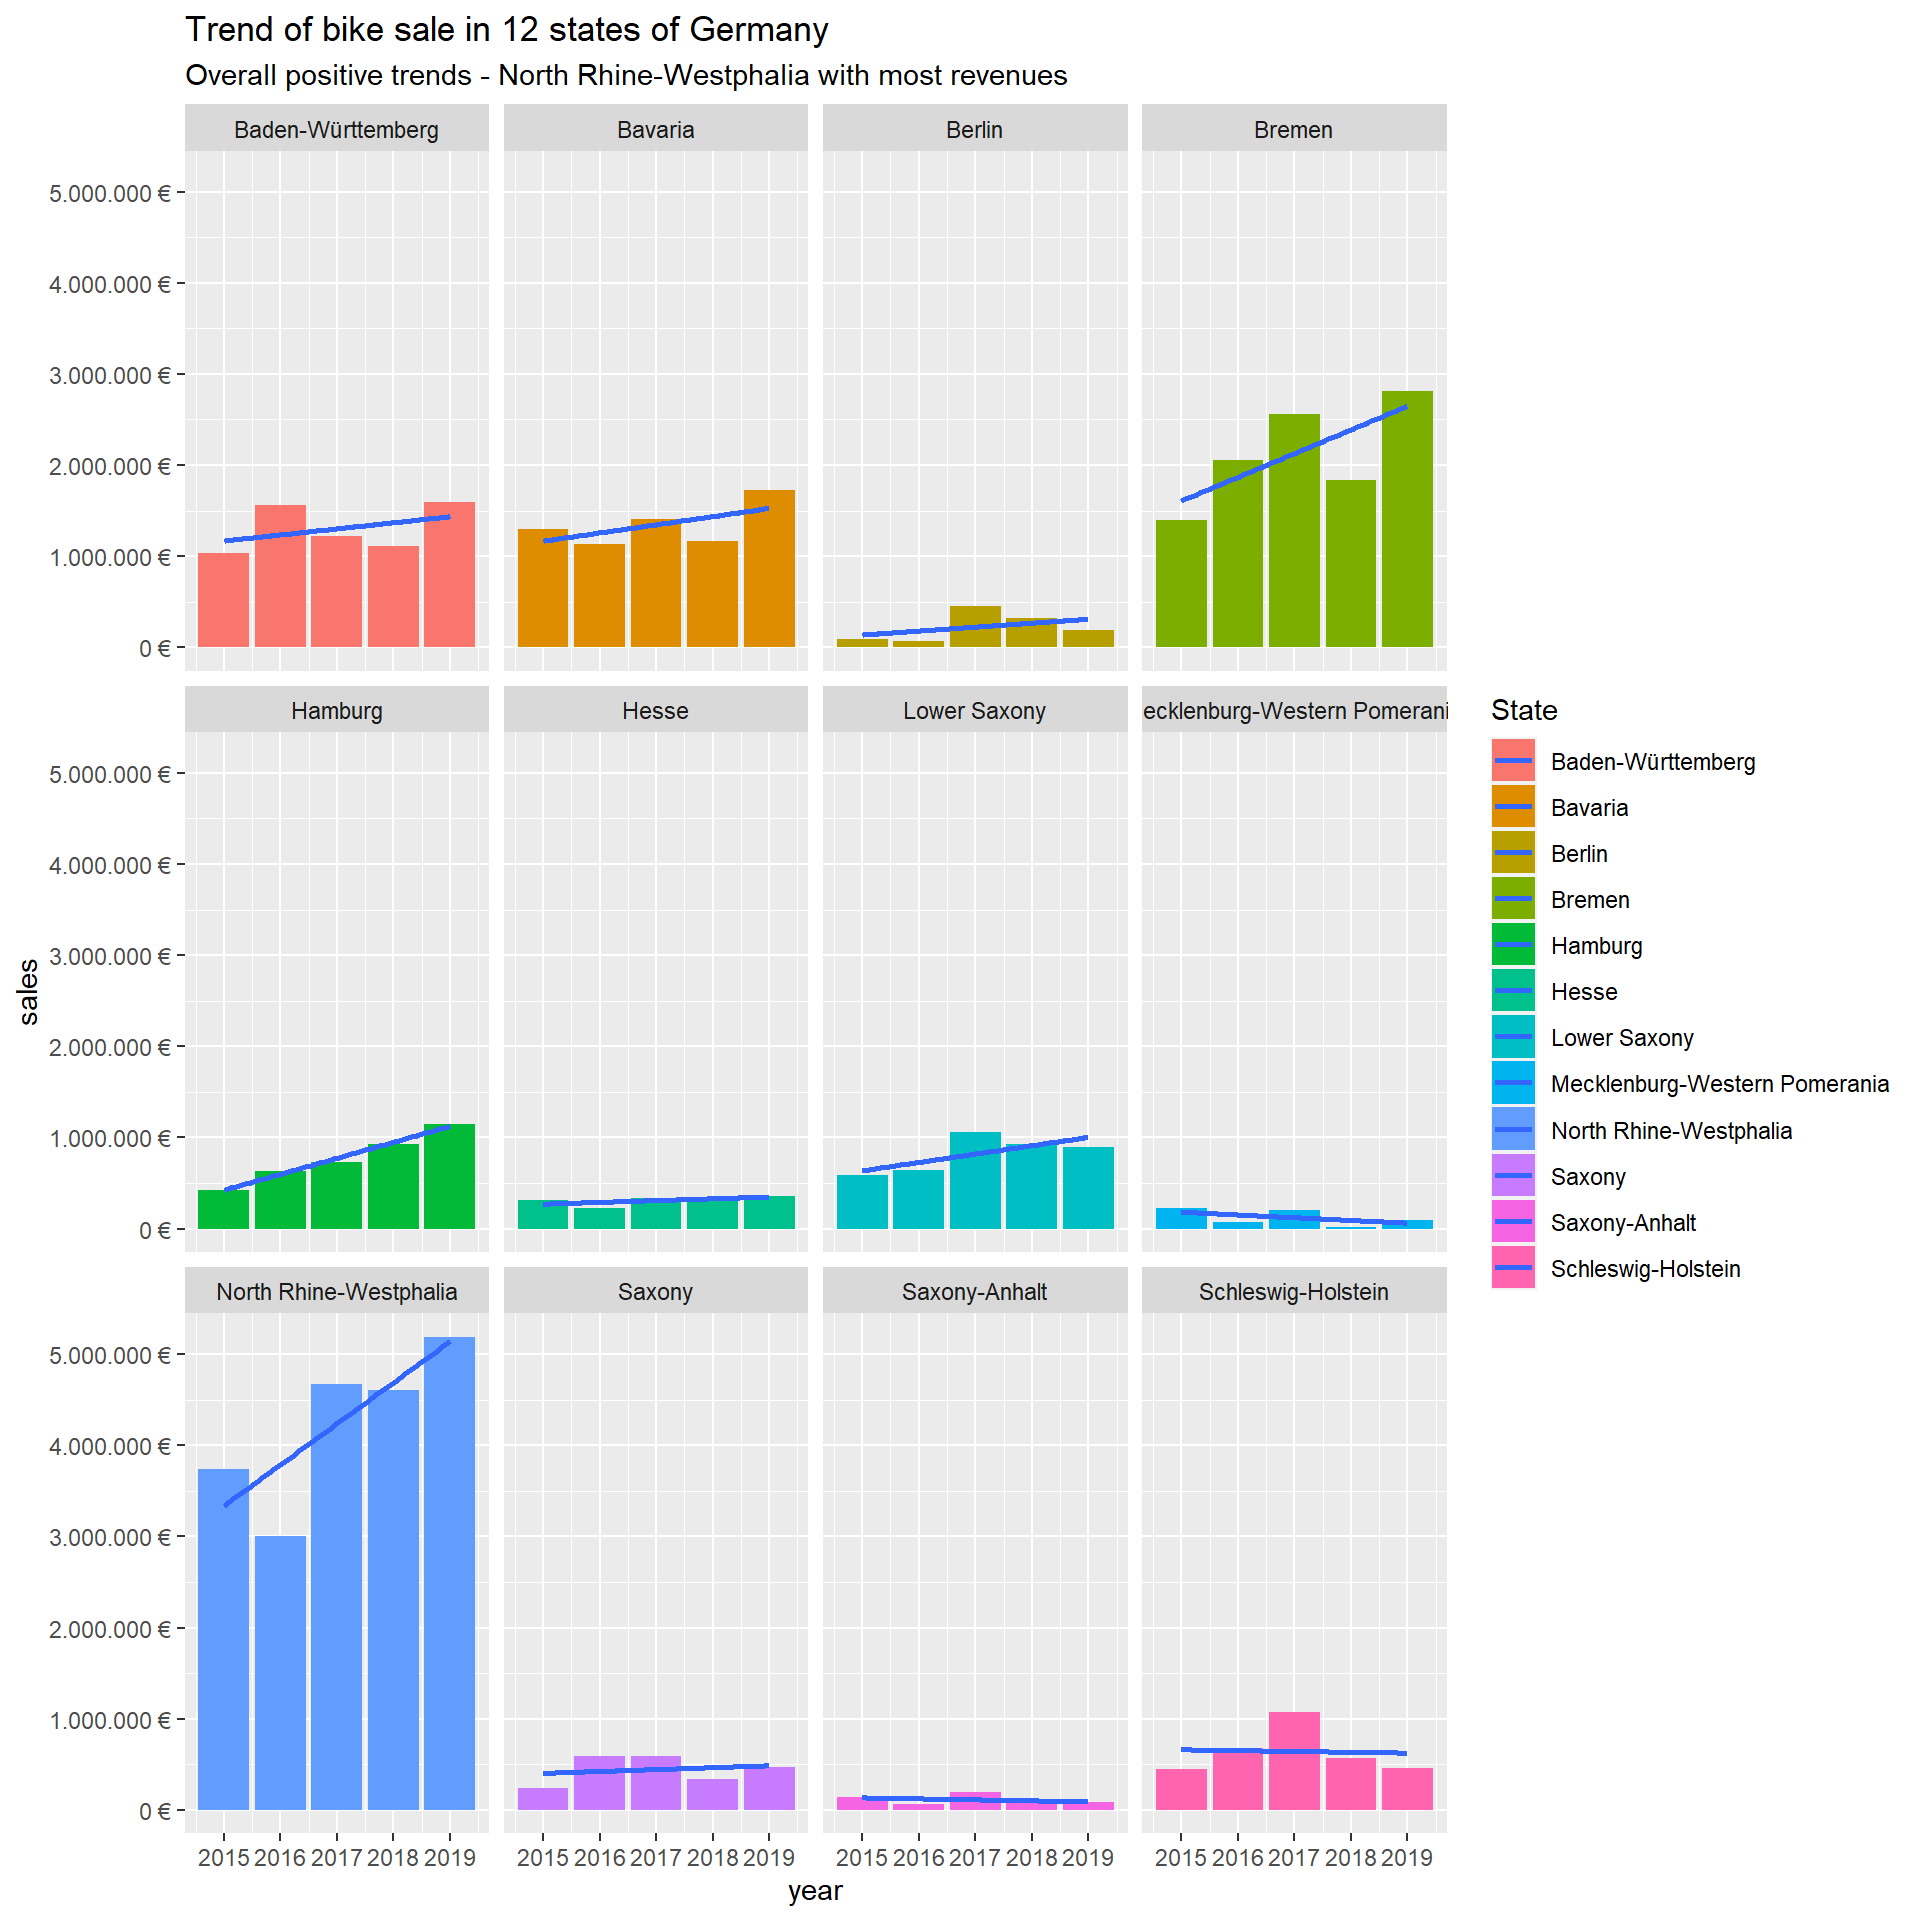 Trend of bike sale in 12 states of Germany
Overall positive trends - North Rhine-Westphalia with most revenues
Baden-Württemberg
Bavaria
Berlin
Bremen
5.000.000 €
4.000.000 €
3.000.000 €
2.000.000 €
1.000.000 €
0 €
Hamburg
Hesse
Lower Saxony
ecklenburg-Western Pomerani
5.000.000 €
4.000.000 €
3.000.000 €
2.000.000 €
1.000.000 €
0 €
sales
North Rhine-Westphalia
Saxony
Saxony-Anhalt
Schleswig-Holstein
5.000.000 €
4.000.000 €
3.000.000 €
2.000.000 €
1.000.000 €
0 €
2015 2016 2017 2018 2019
2015 2016 2017 2018 2019
2015 2016 2017 2018 2019
2015 2016 2017 2018 2019
year
State
Baden-Württemberg
Bavaria
Berlin
Bremen
Hamburg
Hesse
Lower Saxony
Mecklenburg-Western Pomerania
North Rhine-Westphalia
Saxony
Saxony-Anhalt
Schleswig-Holstein